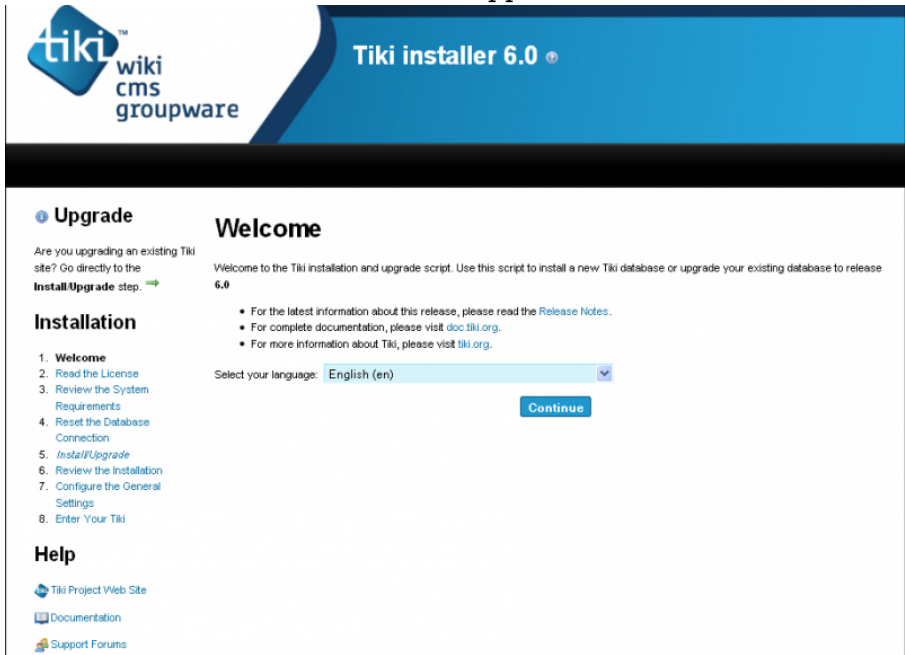 tiki™
wiki
cms
groupware
Tiki installer 6.0
Upgrade
Are you upgrading an existing Tiki
site? Go directly to the
Install/Upgrade step.
Installation
1. Welcome
2. Read the License
3. Review the System
Requirements
4. Reset the Database
Connection
5. Install/Upgrade
6. Review the Installation
7. Configure the General
Settings
8. Enter Your Tiki
Help
Tiki Project Web Site
Documentation
Support Forums
Welcome
Welcome to the Tiki installation and upgrade script. Use this script to install a new Tiki database or upgrade your existing database to release
6.0
• For the latest information about this release, please read the Release Notes.
• For complete documentation, please visit doc.tiki.org.
• For more information about Tiki, please visit tiki.org.
Select your language: English (en)
Continue